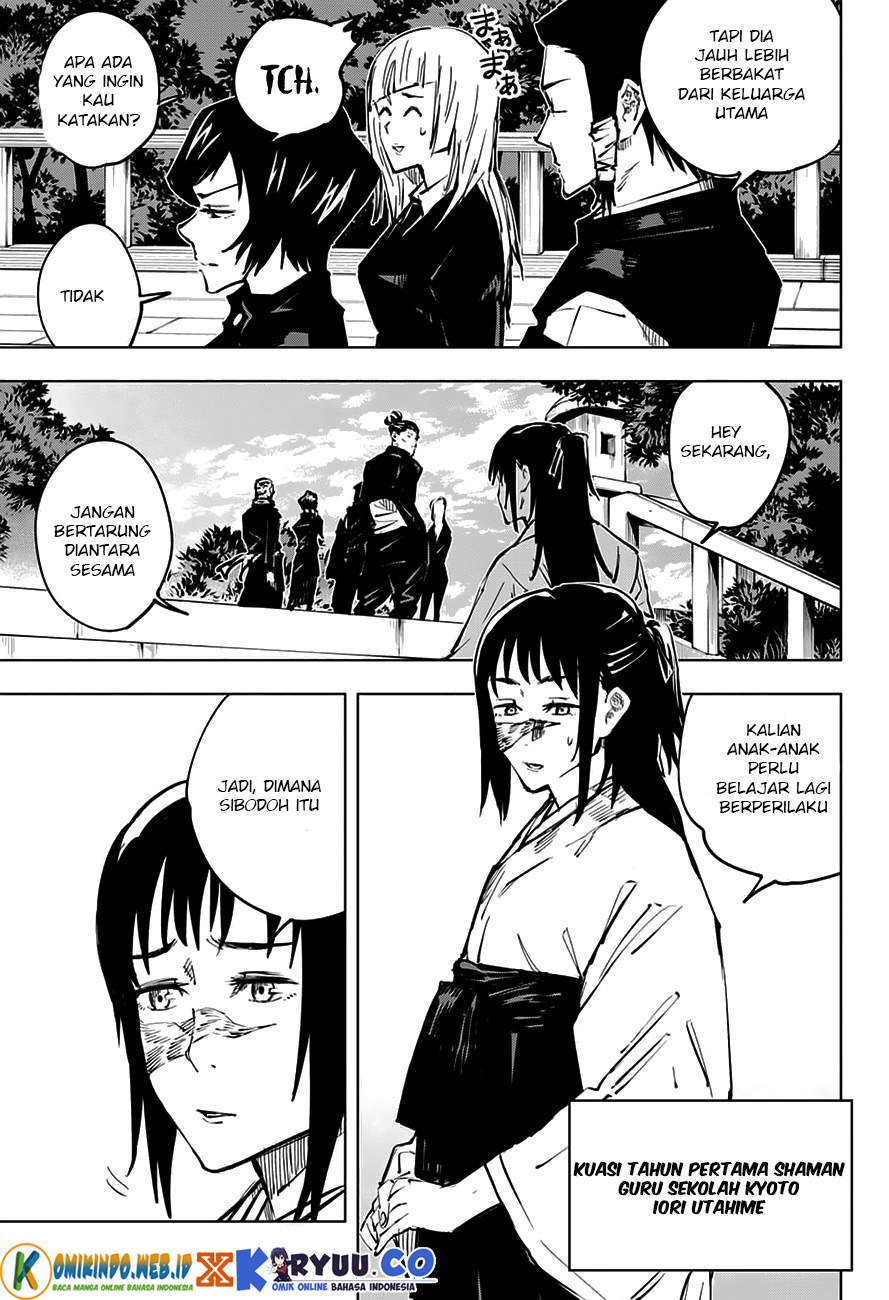 TAPI DIA
JAUH LEBIH
BERBAKAT
DARI KELUARGA
UTAMA
まぁ
まぁ
TCH.
APA ADA
YANG INGIN
KAU
KATAKAN?
TIDAK
HEY
SEKARANG,
JANGAN
BERTARUNG
DIANTARA
SESAMA
KALIAN
ANAK-ANAK
PERLU
BELAJAR LAGI
BERPERILAKU
KUASI TAHUN PERTAMA SHAMAN
GURU SEKOLAH KYOTO
IORI UTAHIME
JADI, DIMANA
SIBODOH ITU
KOMIKINDO.WEB.ID X KIRYUU.CO
BACA MANGA ONLINE BAHASA INDONESIA OMIK ONLINE BAHASA INDONESIA